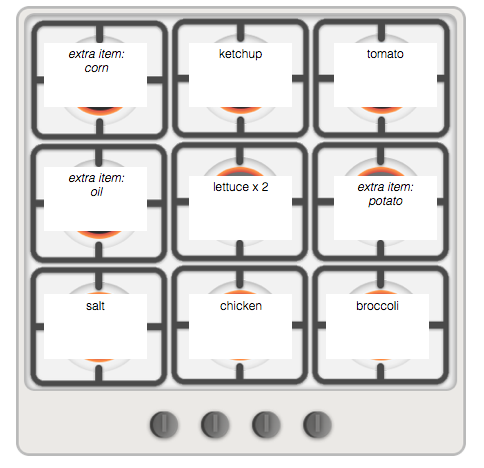 extra item:
corn
ketchup
tomato
extra item:
oil
lettuce x 2
extra item:
potato
salt
chicken
broccoli